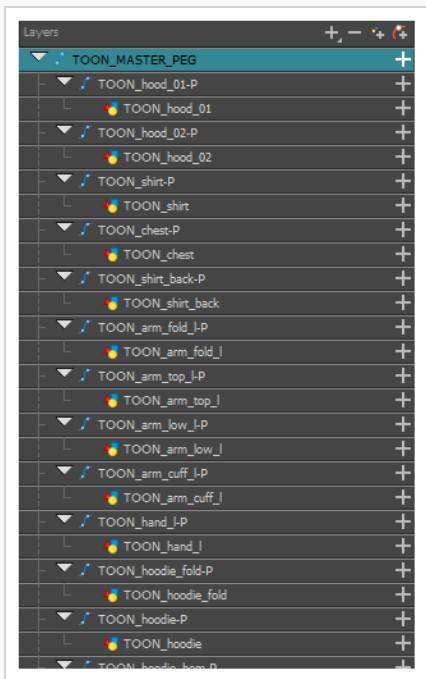 Layers
TOON_MASTER_PEG
TOON_hood_01-P
TOON_hood_01
TOON_hood_02-P
TOON_hood_02
TOON_shirt-P
TOON_shirt
TOON_chest-P
TOON_chest
TOON_shirt_back-P
TOON_shirt_back
TOON_arm_fold_l-P
TOON_arm_fold_l
TOON_arm_top_l-P
TOON_arm_top_l
TOON_arm_low_l-P
TOON_arm_low_l
TOON_arm_cuff_l-P
TOON_arm_cuff_l
TOON_hand_l-P
TOON_hand_l
TOON_hoodie_fold-P
TOON_hoodie_fold
TOON_hoodie-P
TOON_hoodie
TOON_hoodie_hem-P